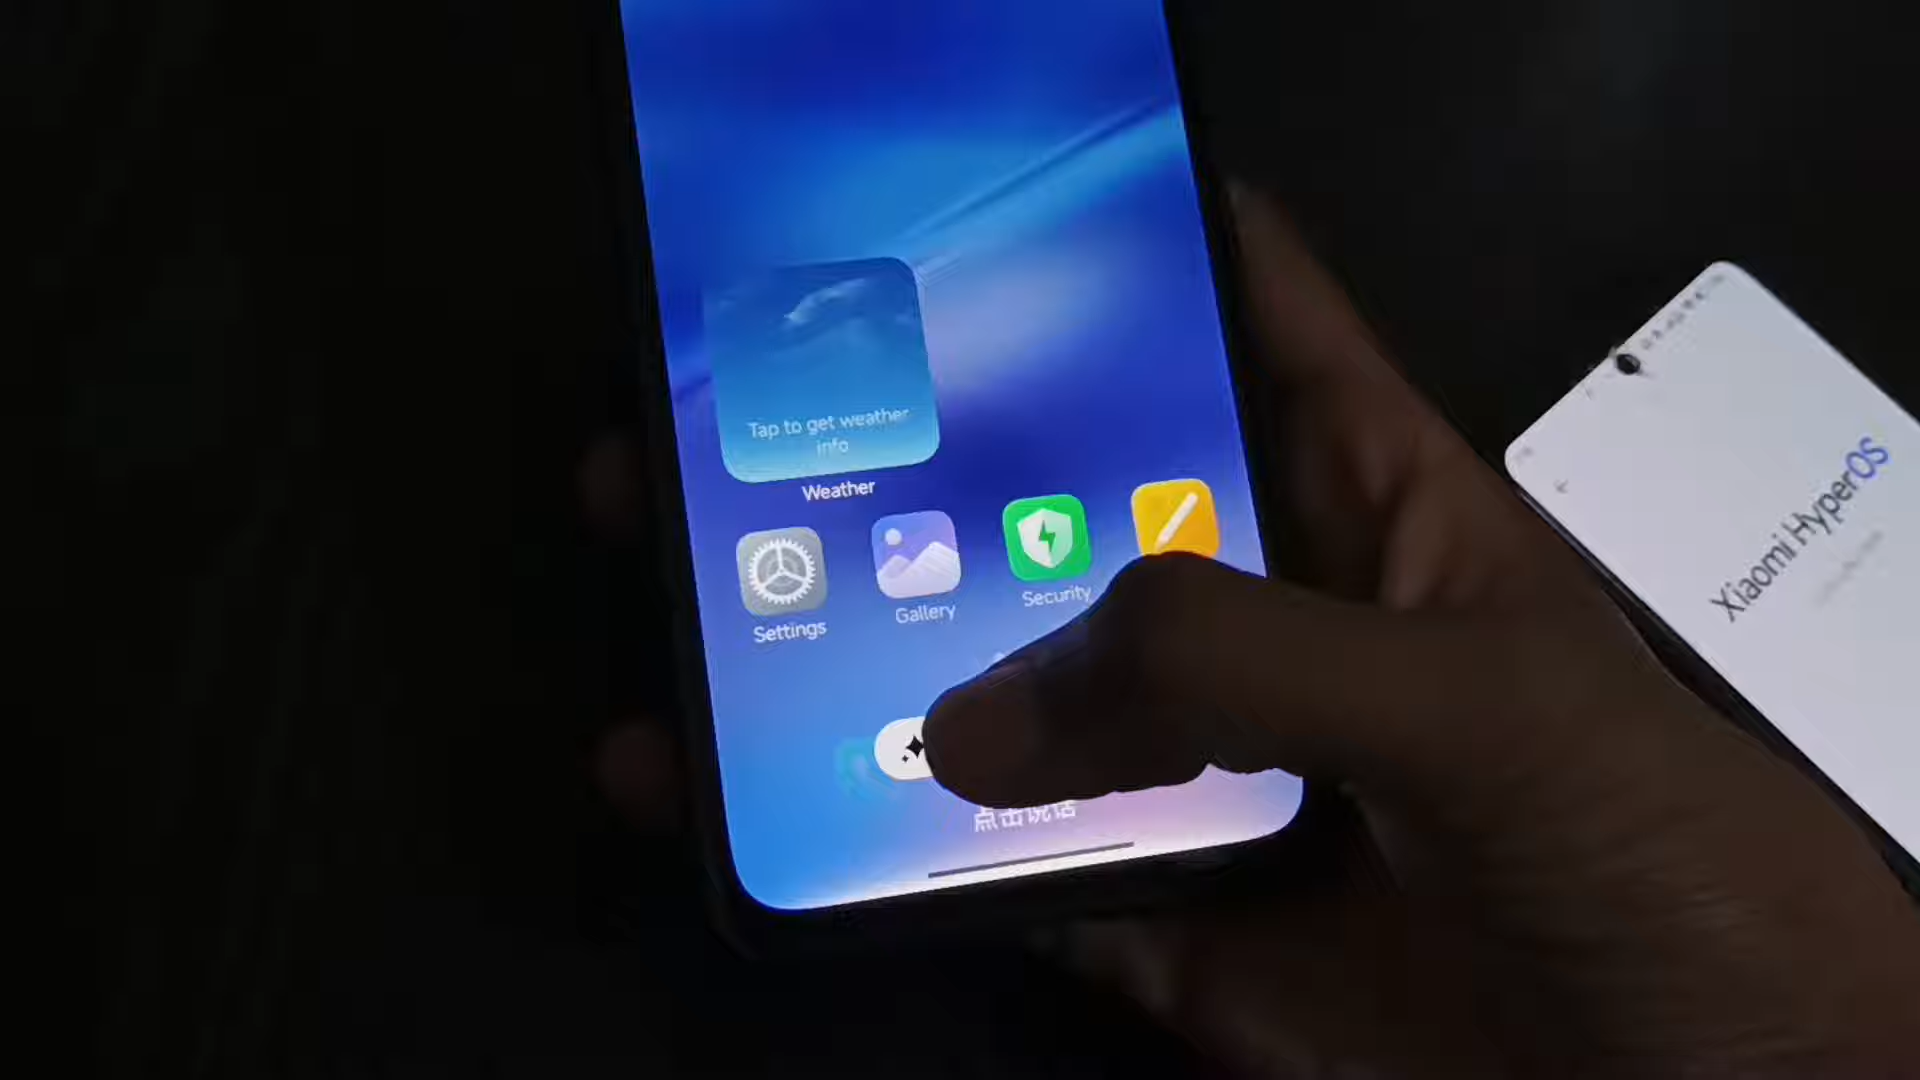 Tap to get weather
info
Weather
Settings
Gallery
Security
点击说话
Xiaomi HyperOS